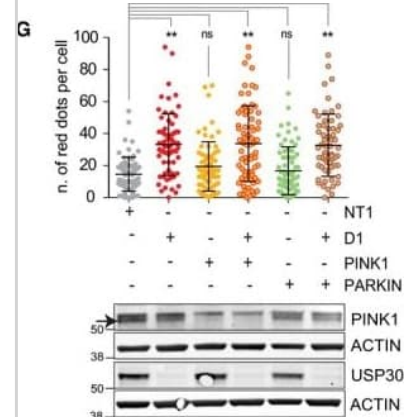 G
** ns ** ns **
n. of red dots per cell
100
80
60
40
20
0
+ - - - - - NT1
- + - + - + D1
- - + + - - PINK1
- - - - + + PARKIN
PINK1
50
ACTIN
38
USP30
50
ACTIN
38